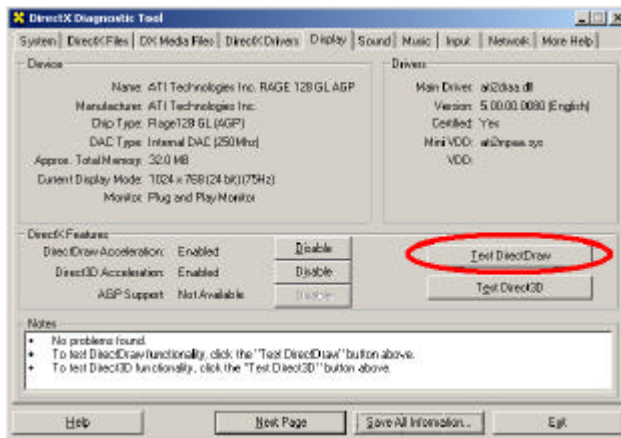 DirectX Diagnostic Tool
System DirectX Files DX Media Files DirectX Drivers Display Sound Music Input Network More Help
Device
Name: ATI Technologies Inc. RAGE 128 GL AGP
Manufacturer: ATI Technologies Inc.
Chip Type: Rage128 GL (AGP)
DAC Type: Internal DAC (250Mhz)
Approx. Total Memory: 32.0 MB
Current Display Mode: 1024 x 768 (24 bit) (75Hz)
Monitor: Plug and Play Monitor
Drivers
Main Driver:
Version: 5.00.00.0080 (English)
Certified: Yes
Mini VDD:
VDD:
DirectX Features
DirectDraw Acceleration: Enabled Disable
Direct3D Acceleration: Enabled Disable
AGP Support: Not Available Disable
Test DirectDraw
Test Direct3D
Notes
• No problems found.
• To test DirectDraw functionality, click the "Test DirectDraw" button above.
• To test Direct3D functionality, click the "Test Direct3D" button above.
Help Next Page Save All Information... Exit